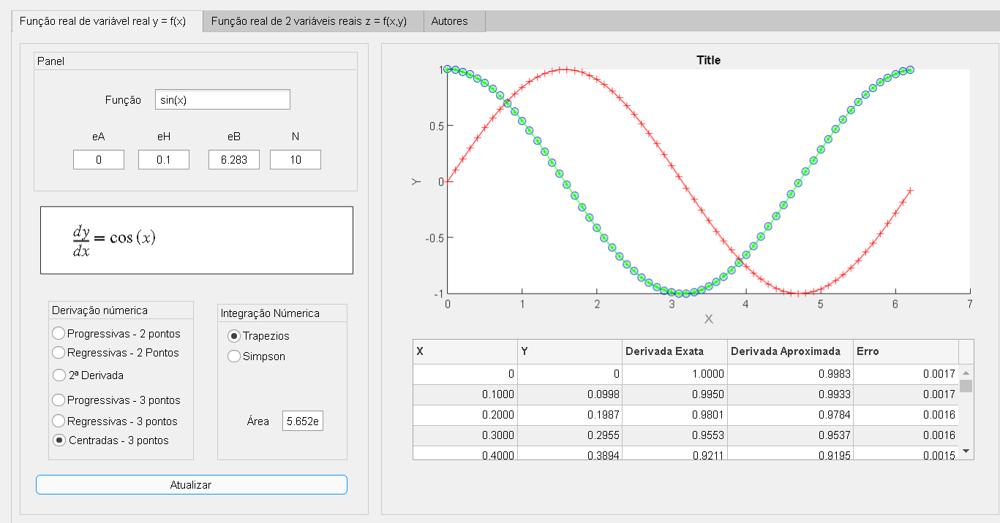 Função real de variável real y = f(x)
Função real de 2 variáveis reais z = f(x,y)
Autores
Panel
Função
sin(x)
eA eH eB N
0 0.1 6.283 10
dy/dx = cos (x)
Derivação númerica
Progressivas - 2 pontos
Regressivas - 2 Pontos
2ª Derivada
Progressivas - 3 pontos
Regressivas - 3 pontos
Centradas - 3 pontos
Integração Númerica
Trapezios
Simpson
Área 5.652e
Atualizar
Title
1
0.5
0
-0.5
-1
Y
0 1 2 3 4 5 6 7
X
X Y Derivada Exata Derivada Aproximada Erro
0 0 1.0000 0.9983 0.0017
0.1000 0.0998 0.9950 0.9933 0.0017
0.2000 0.1987 0.9801 0.9784 0.0016
0.3000 0.2955 0.9553 0.9537 0.0016
0.4000 0.3894 0.9211 0.9195 0.0015